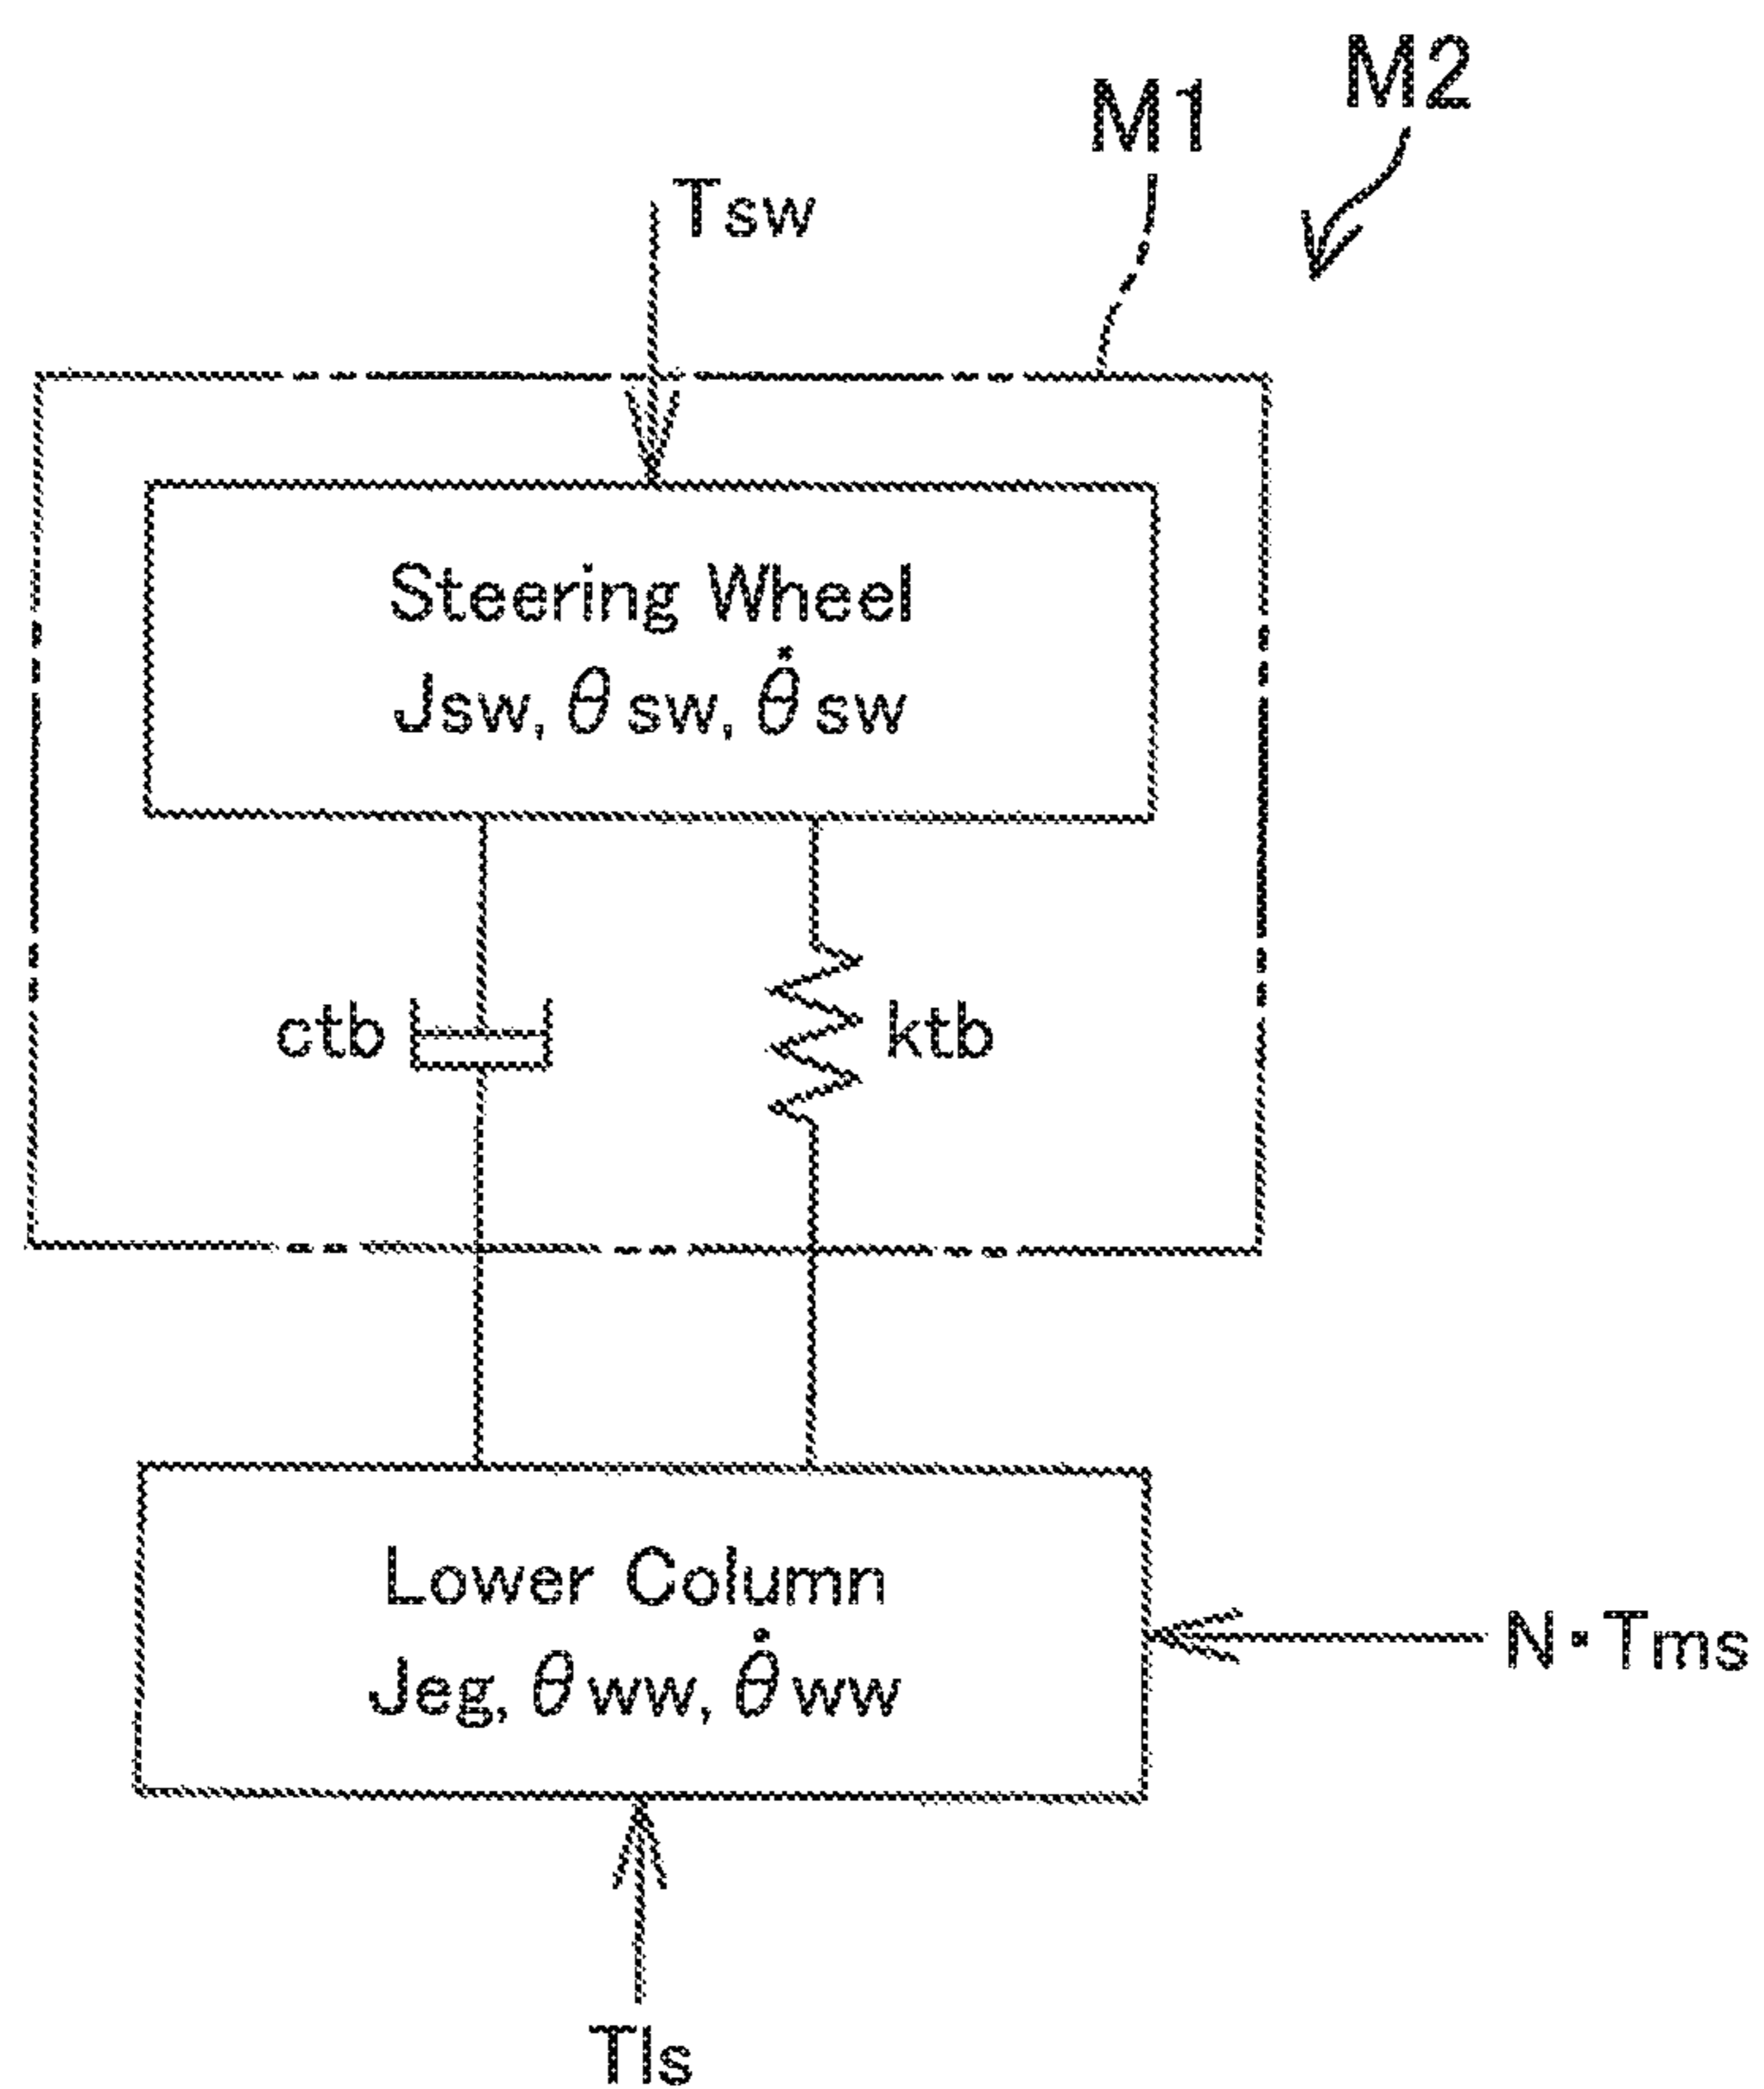 M2
M1
Tsw
Steering Wheel
Jsw, θsw, θ̇sw
ctb
ktb
Lower Column
Jeg, θww, θ̇ww
N·Tms
Tls